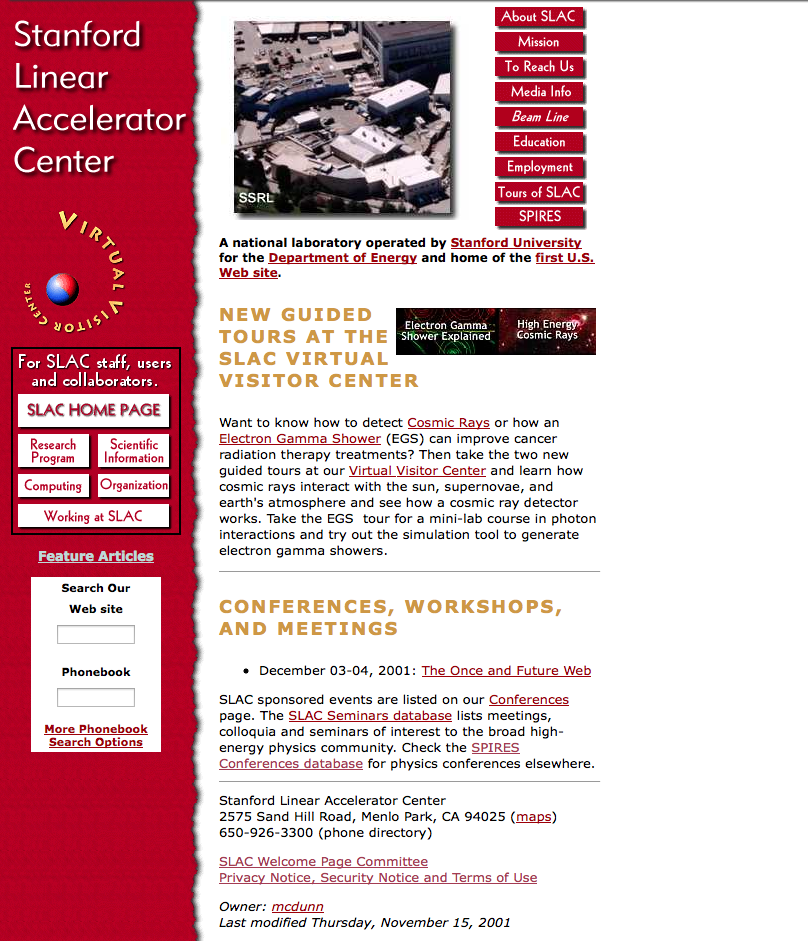 Stanford
Linear
Accelerator
Center
VIRTUAL VISITOR CENTER
For SLAC staff, users
and collaborators.
SLAC HOME PAGE
Research
Program
Scientific
Information
Computing
Organization
Working at SLAC
Feature Articles
Search Our
Web site
Phonebook
More Phonebook
Search Options
SSRL
About SLAC
Mission
To Reach Us
Media Info
Beam Line
Education
Employment
Tours of SLAC
SPIRES
A national laboratory operated by Stanford University
for the Department of Energy and home of the first U.S.
Web site.
NEW GUIDED
TOURS AT THE
SLAC VIRTUAL
VISITOR CENTER
Electron Gamma
Shower Explained
High Energy
Cosmic Rays
Want to know how to detect Cosmic Rays or how an
Electron Gamma Shower (EGS) can improve cancer
radiation therapy treatments? Then take the two new
guided tours at our Virtual Visitor Center and learn how
cosmic rays interact with the sun, supernovae, and
earth's atmosphere and see how a cosmic ray detector
works. Take the EGS tour for a mini-lab course in photon
interactions and try out the simulation tool to generate
electron gamma showers.
CONFERENCES, WORKSHOPS,
AND MEETINGS
• December 03-04, 2001: The Once and Future Web
SLAC sponsored events are listed on our Conferences
page. The SLAC Seminars database lists meetings,
colloquia and seminars of interest to the broad high-
energy physics community. Check the SPIRES
Conferences database for physics conferences elsewhere.
Stanford Linear Accelerator Center
2575 Sand Hill Road, Menlo Park, CA 94025 (maps)
650-926-3300 (phone directory)
SLAC Welcome Page Committee
Privacy Notice, Security Notice and Terms of Use
Owner: mcdunn
Last modified Thursday, November 15, 2001